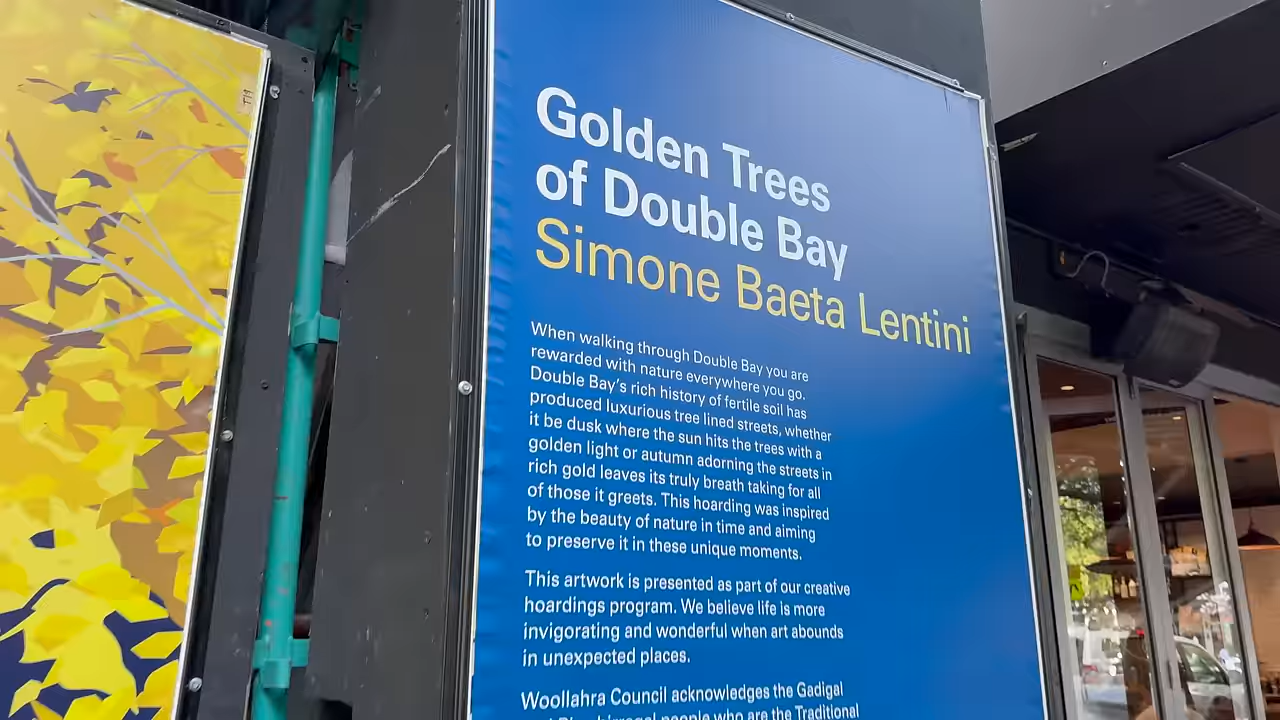 Golden Trees
of Double Bay
Simone Baeta Lentini
When walking through Double Bay you are
rewarded with nature everywhere you go.
Double Bay's rich history of fertile soil has
produced luxurious tree lined streets, whether
it be dusk where the sun hits the trees with a
golden light or autumn adorning the streets in
rich gold leaves its truly breath taking for all
of those it greets. This hoarding was inspired
by the beauty of nature in time and aiming
to preserve it in these unique moments.
This artwork is presented as part of our creative
hoardings program. We believe life is more
invigorating and wonderful when art abounds
in unexpected places.
Woollahra Council acknowledges the Gadigal
people who are the Traditional